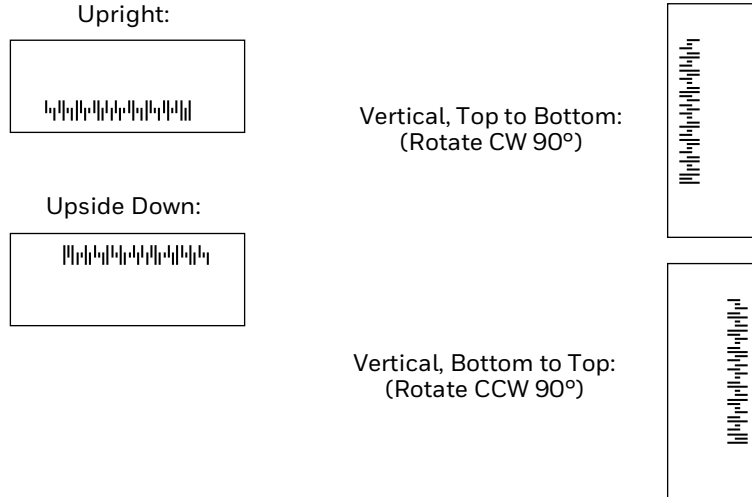 Upright:
Vertical, Top to Bottom:
(Rotate CW 90°)
Upside Down:
Vertical, Bottom to Top:
(Rotate CCW 90°)